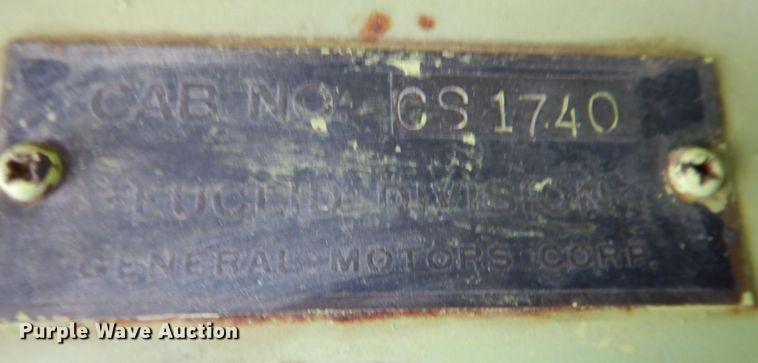 CAB NO. CS 1740
EUCLID DIVISION
GENERAL MOTORS CORP.
Purple Wave Auction